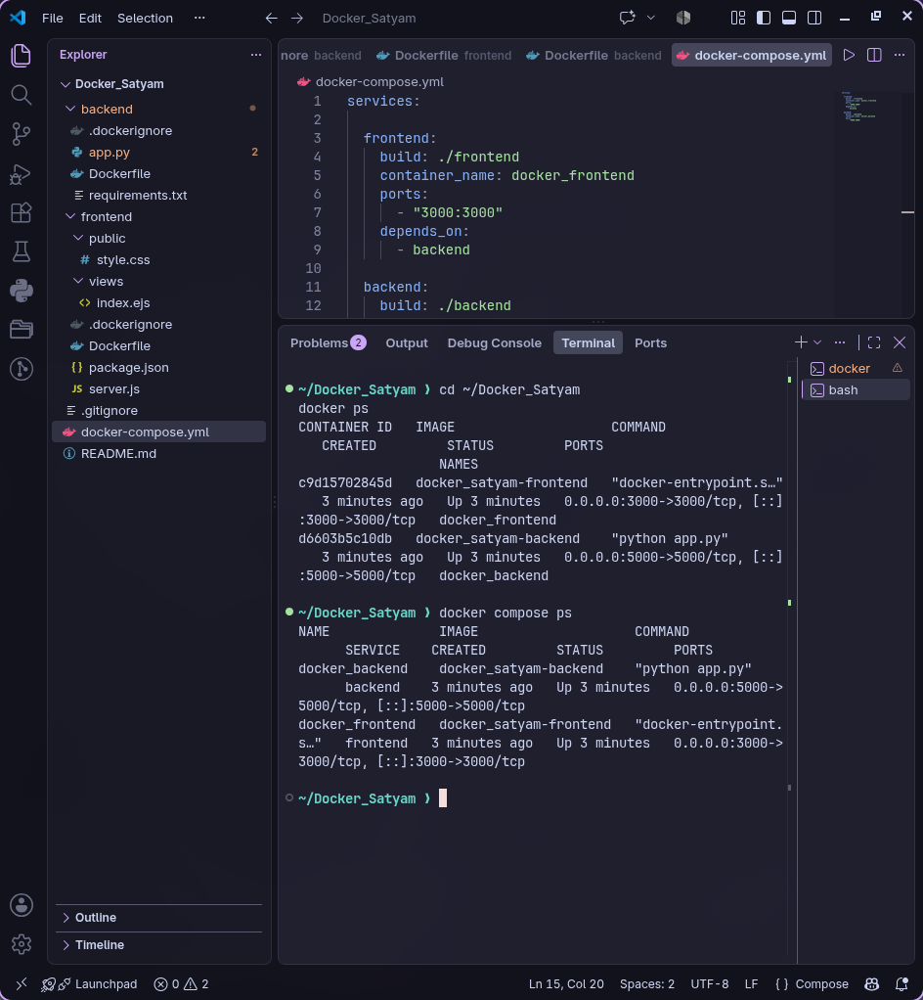 File Edit Selection ··· Docker_Satyam
Explorer ···
Docker_Satyam
backend
.dockerignore
app.py 2
Dockerfile
requirements.txt
frontend
public
# style.css
views
<> index.ejs
.dockerignore
Dockerfile
{} package.json
JS server.js
.gitignore
docker-compose.yml
README.md
Outline
Timeline
nore backend Dockerfile frontend Dockerfile backend docker-compose.yml ···
docker-compose.yml
1 services:
2
3 frontend:
4 build: ./frontend
5 container_name: docker_frontend
6 ports:
7 - "3000:3000"
8 depends_on:
9 - backend
10
11 backend:
12 build: ./backend
Problems 2 Output Debug Console Terminal Ports
docker
bash
~/Docker_Satyam ❯ cd ~/Docker_Satyam
docker ps
CONTAINER ID IMAGE COMMAND
CREATED STATUS PORTS
NAMES
c9d15702845d docker_satyam-frontend "docker-entrypoint.s…"
3 minutes ago Up 3 minutes 0.0.0.0:3000->3000/tcp, [::]
:3000->3000/tcp docker_frontend
d6603b5c10db docker_satyam-backend "python app.py"
3 minutes ago Up 3 minutes 0.0.0.0:5000->5000/tcp, [::]
:5000->5000/tcp docker_backend
~/Docker_Satyam ❯ docker compose ps
NAME IMAGE COMMAND
SERVICE CREATED STATUS PORTS
docker_backend docker_satyam-backend "python app.py"
backend 3 minutes ago Up 3 minutes 0.0.0.0:5000->
5000/tcp, [::]:5000->5000/tcp
docker_frontend docker_satyam-frontend "docker-entrypoint.
s…" frontend 3 minutes ago Up 3 minutes 0.0.0.0:3000->
3000/tcp, [::]:3000->3000/tcp
~/Docker_Satyam ❯
Launchpad 0 2 Ln 15, Col 20 Spaces: 2 UTF-8 LF {} Compose